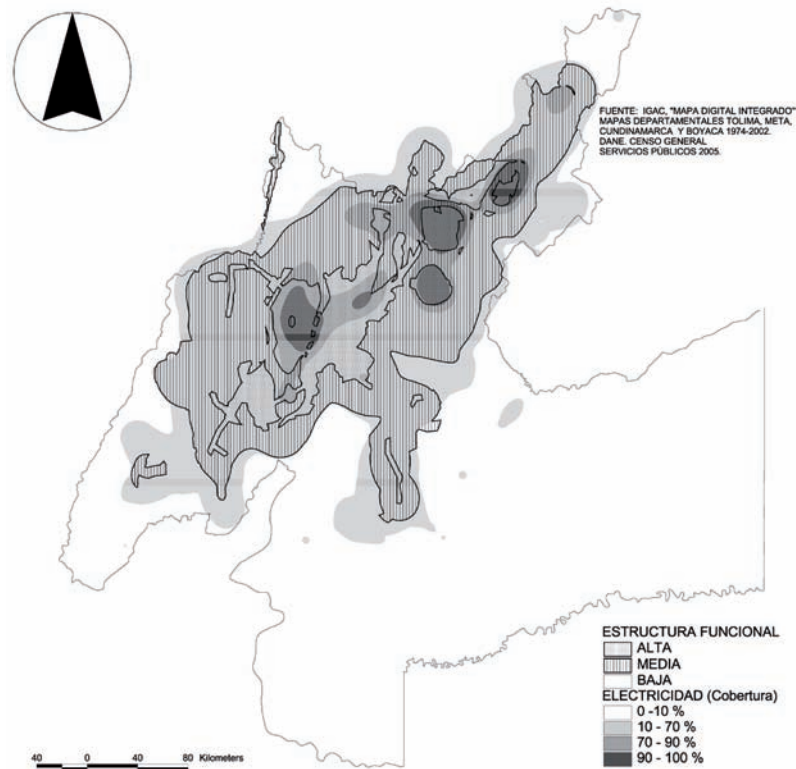 FUENTE: IGAC, "MAPA DIGITAL INTEGRADO"
MAPAS DEPARTAMENTALES TOLIMA, META,
CUNDINAMARCA Y BOYACA 1974-2002.
DANE. CENSO GENERAL
SERVICIOS PÚBLICOS 2005.
ESTRUCTURA FUNCIONAL
ALTA
MEDIA
BAJA
ELECTRICIDAD (Cobertura)
0 -10 %
10 - 70 %
70 - 90 %
90 - 100 %
40 0 40 80 Kilometers